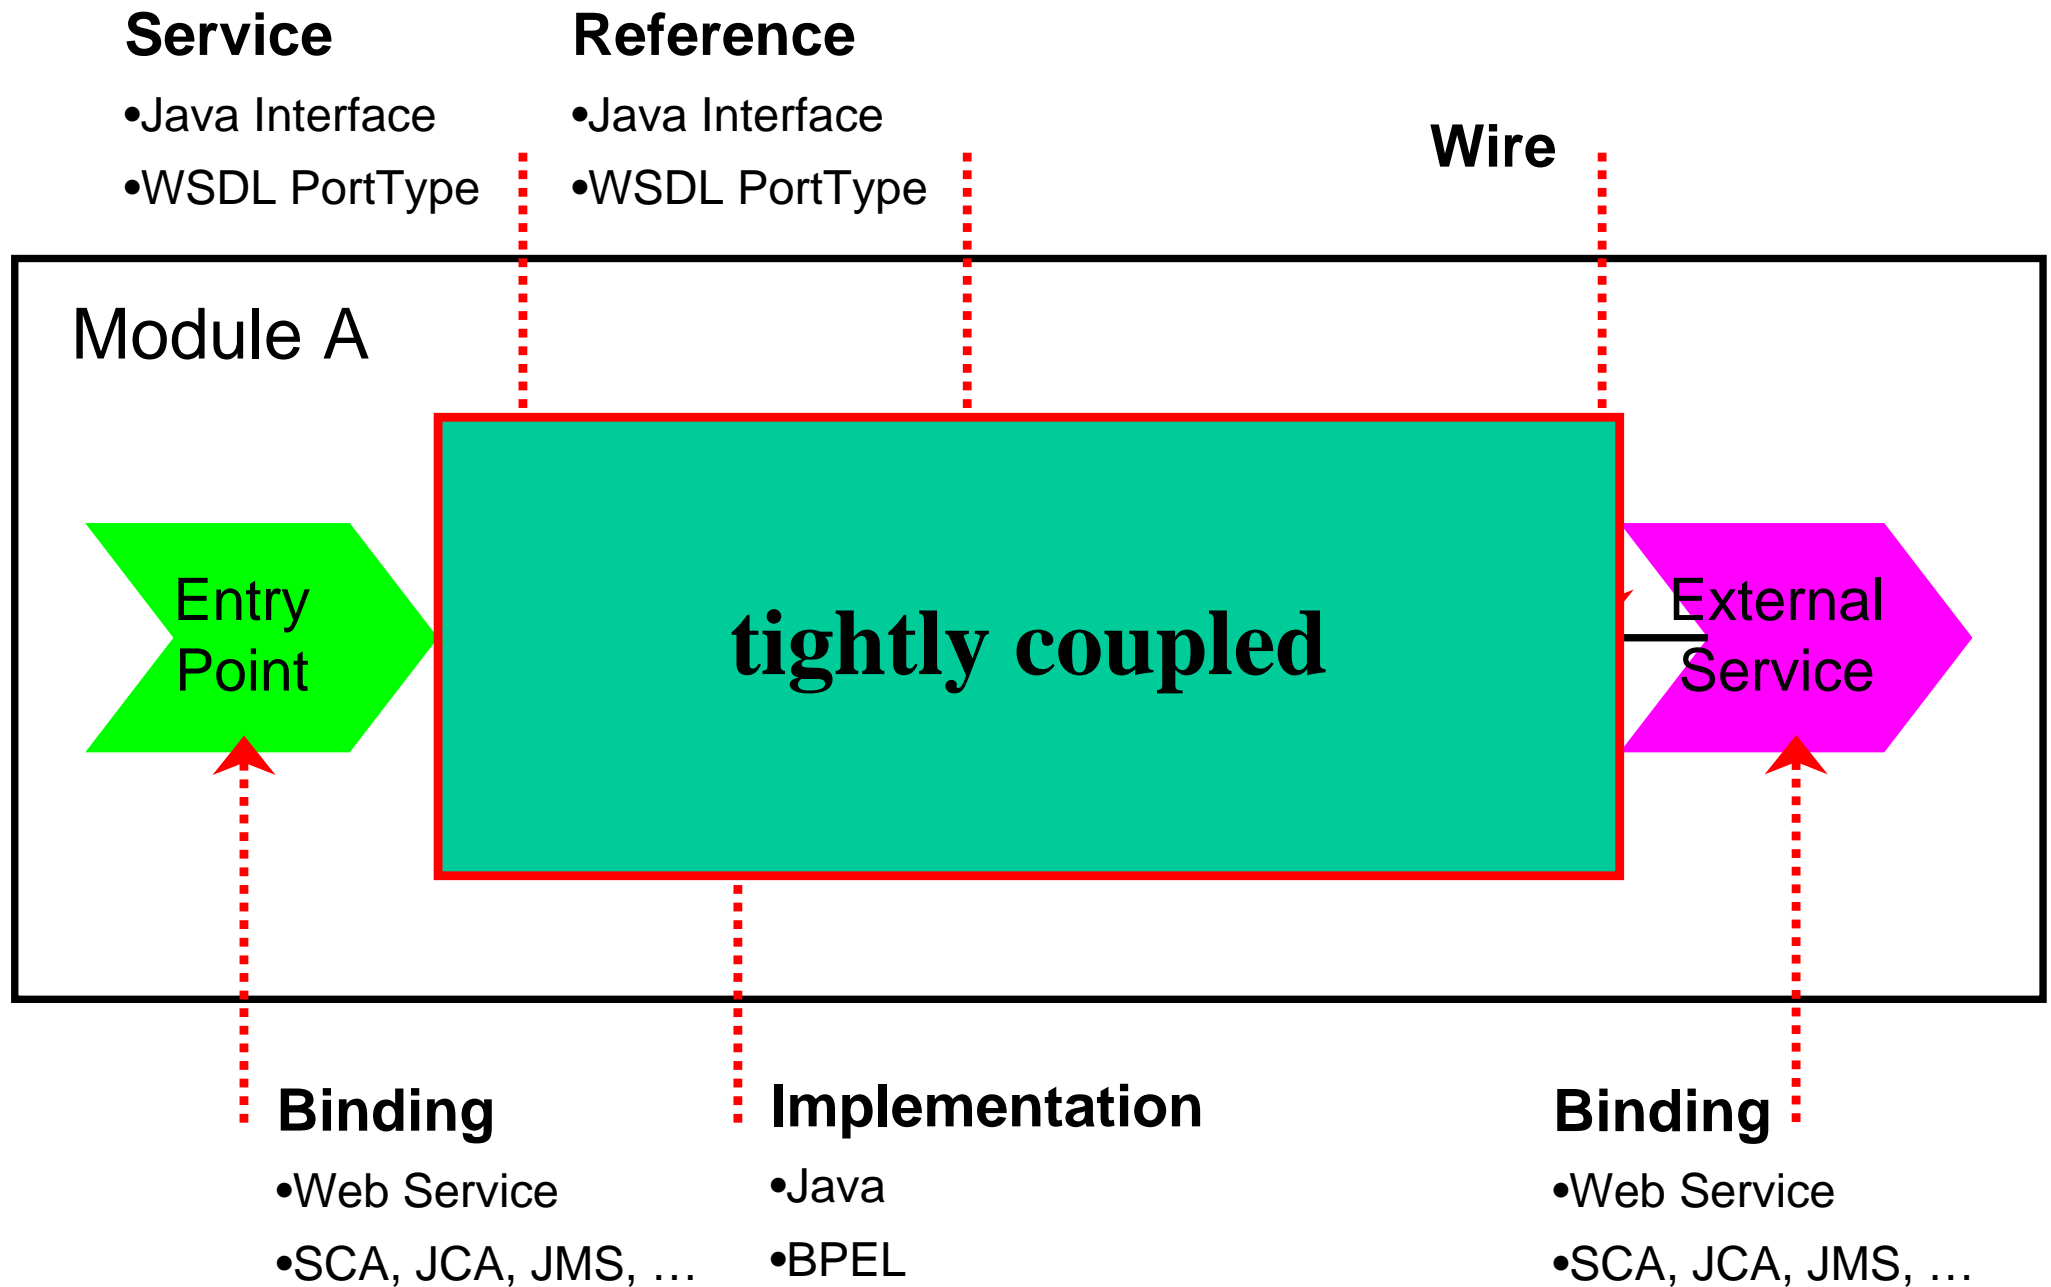 Service
•Java Interface
•WSDL PortType
Reference
•Java Interface
•WSDL PortType
Wire
Module A
Entry
Point
tightly coupled
External
Service
Binding
•Web Service
•SCA, JCA, JMS, …
Implementation
•Java
•BPEL
Binding
•Web Service
•SCA, JCA, JMS, …